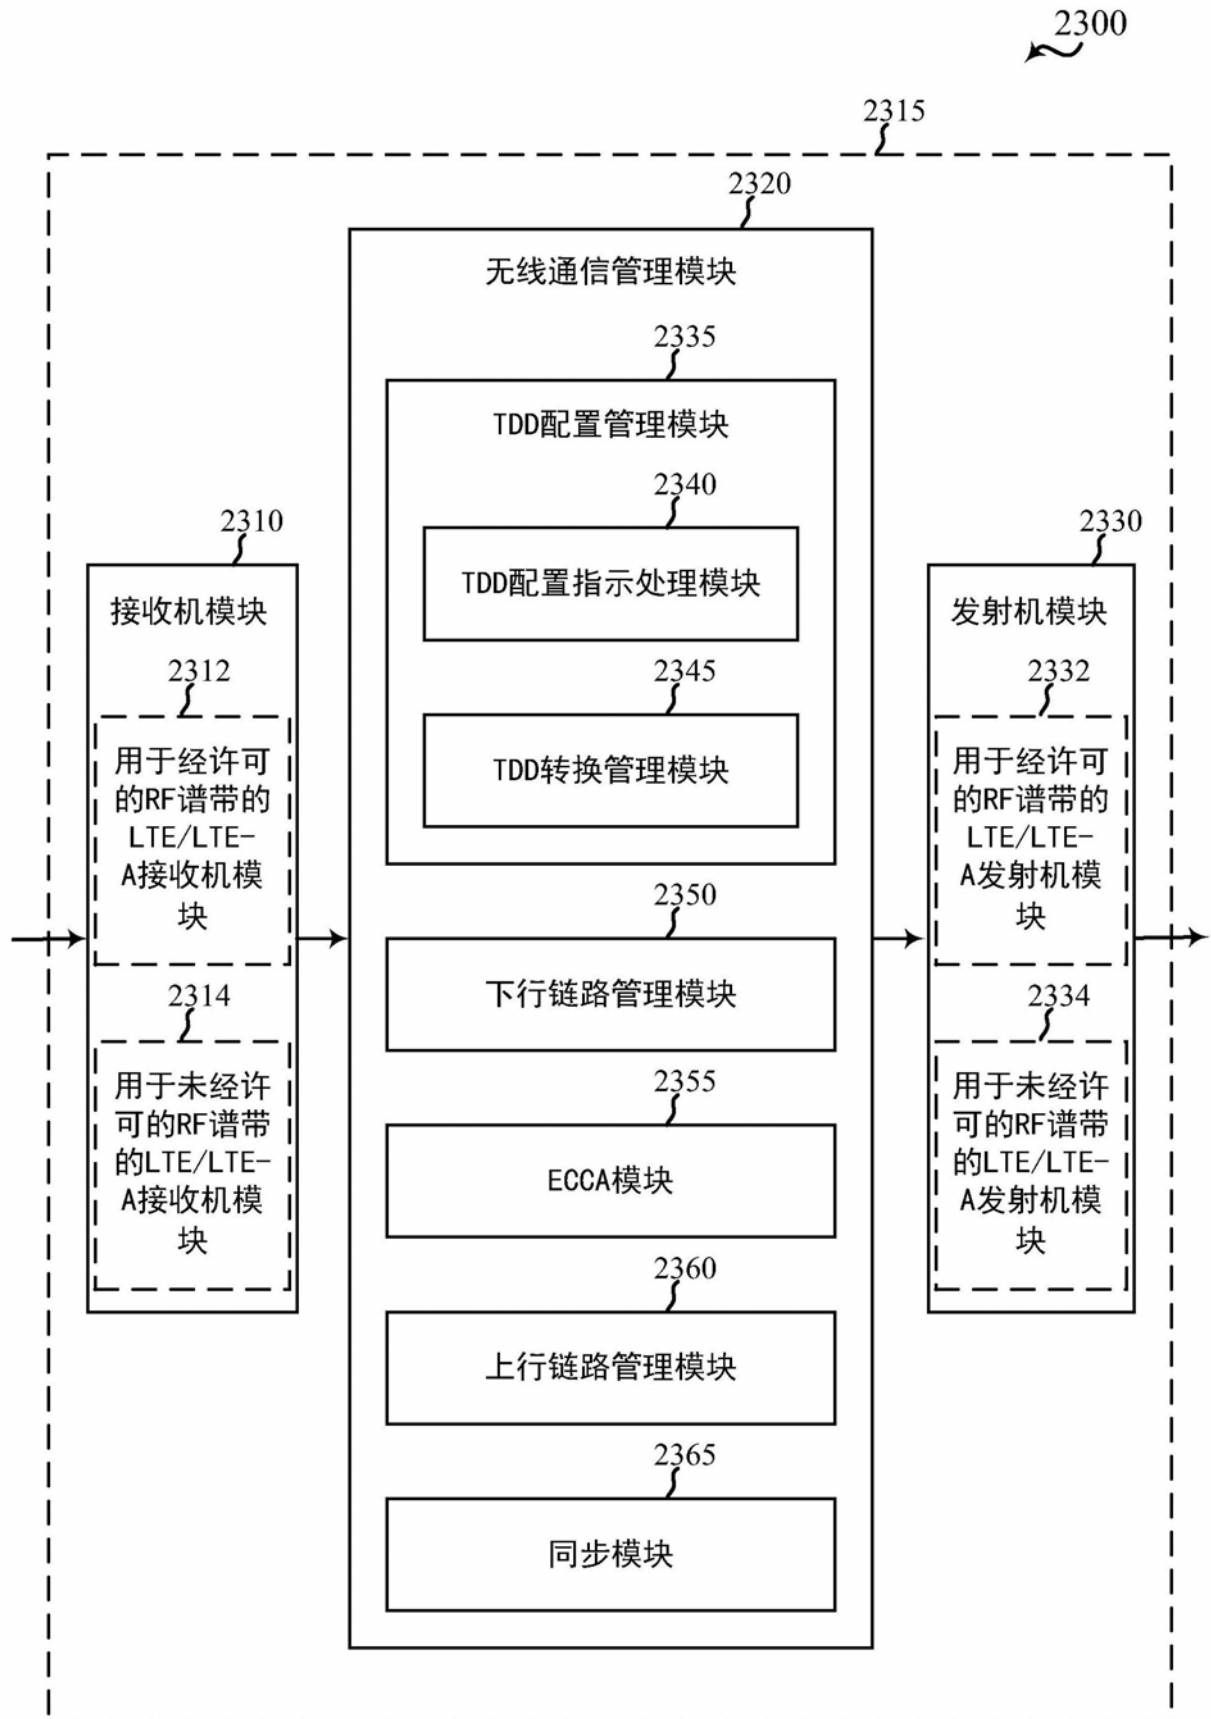 2300
2315
2320
无线通信管理模块
2335
TDD配置管理模块
2340
TDD配置指示处理模块
2345
TDD转换管理模块
2350
下行链路管理模块
2355
ECCA模块
2360
上行链路管理模块
2365
同步模块
2310
接收机模块
2312
用于经许可
的RF谱带的
LTE/LTE-
A接收机模
块
2314
用于未经许
可的RF谱带
的LTE/LTE-
A接收机模
块
2330
发射机模块
2332
用于经许可
的RF谱带的
LTE/LTE-
A发射机模
块
2334
用于未经许
可的RF谱带
的LTE/LTE-
A发射机模
块